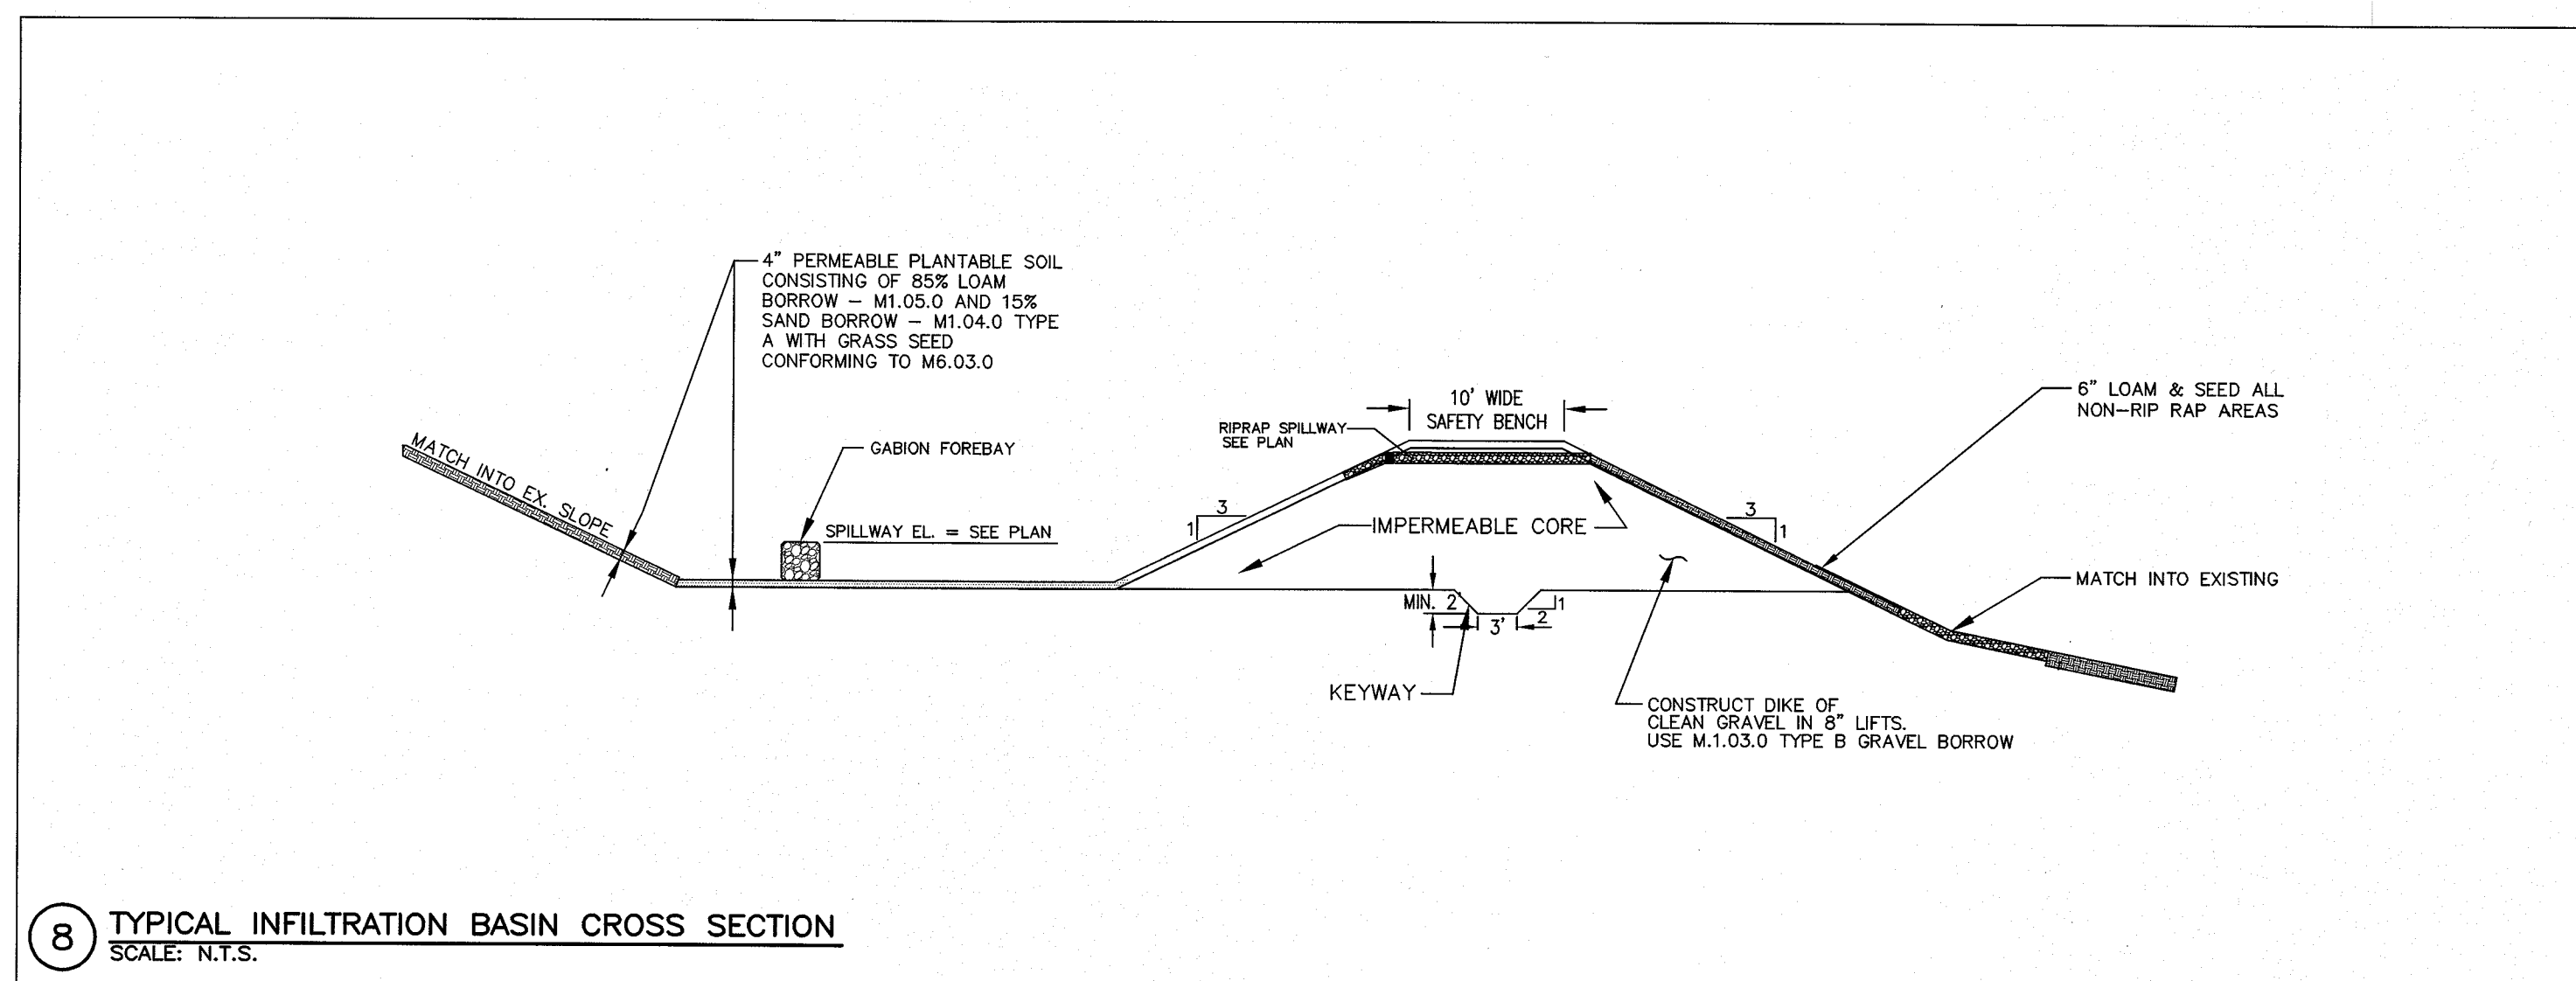 4" PERMEABLE PLANTABLE SOIL
CONSISTING OF 85% LOAM
BORROW – M1.05.0 AND 15%
SAND BORROW – M1.04.0 TYPE
A WITH GRASS SEED
CONFORMING TO M6.03.0
MATCH INTO EX. SLOPE
GABION FOREBAY
SPILLWAY EL. = SEE PLAN
10' WIDE
SAFETY BENCH
RIPRAP SPILLWAY
SEE PLAN
3
1
IMPERMEABLE CORE
3
1
6" LOAM & SEED ALL
NON–RIP RAP AREAS
MATCH INTO EXISTING
MIN. 2'
3'
1
2
KEYWAY
CONSTRUCT DIKE OF
CLEAN GRAVEL IN 8" LIFTS.
USE M.1.03.0 TYPE B GRAVEL BORROW
8
TYPICAL INFILTRATION BASIN CROSS SECTION
SCALE: N.T.S.